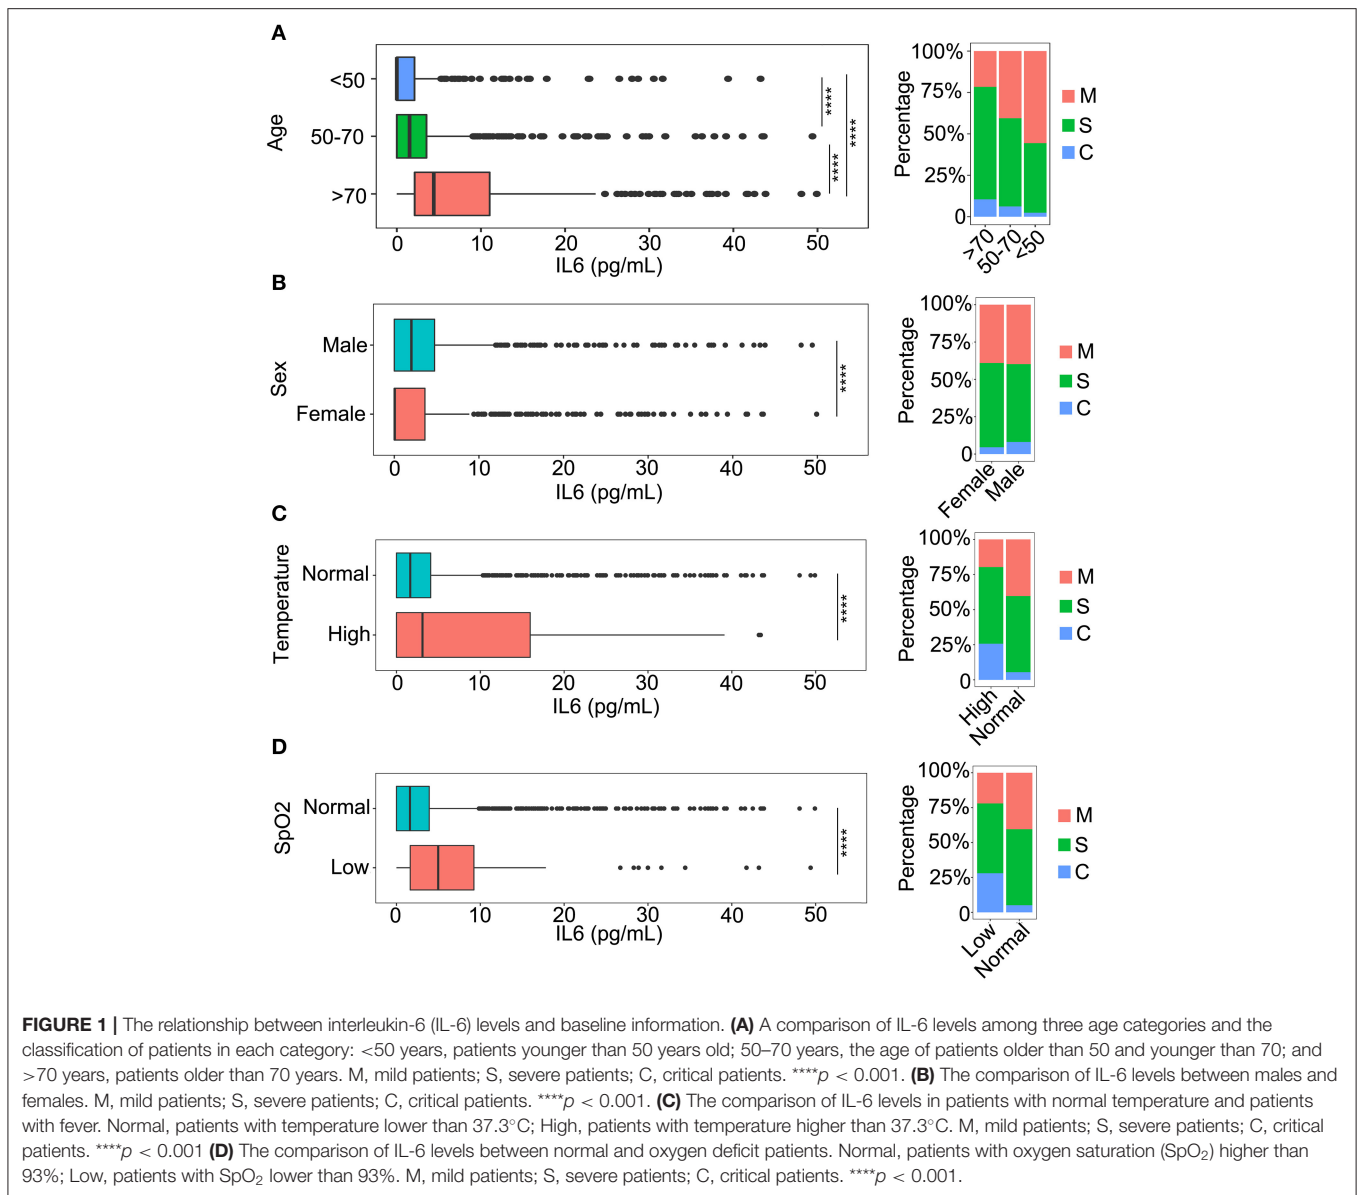 A
Age
<50
50-70
>70
0 10 20 30 40 50
IL6 (pg/mL)
****
****
****
Percentage
100%
75%
50%
25%
0
>70 50-70 <50
M
S
C
B
Sex
Male
Female
0 10 20 30 40 50
IL6 (pg/mL)
****
Percentage
100%
75%
50%
25%
0
Female Male
M
S
C
C
Temperature
Normal
High
0 10 20 30 40 50
IL6 (pg/mL)
****
Percentage
100%
75%
50%
25%
0
High Normal
M
S
C
D
SpO2
Normal
Low
0 10 20 30 40 50
IL6 (pg/mL)
****
Percentage
100%
75%
50%
25%
0
Low Normal
M
S
C
FIGURE 1 | The relationship between interleukin-6 (IL-6) levels and baseline information. (A) A comparison of IL-6 levels among three age categories and the
classification of patients in each category: <50 years, patients younger than 50 years old; 50–70 years, the age of patients older than 50 and younger than 70; and
>70 years, patients older than 70 years. M, mild patients; S, severe patients; C, critical patients. ****p < 0.001. (B) The comparison of IL-6 levels between males and
females. M, mild patients; S, severe patients; C, critical patients. ****p < 0.001. (C) The comparison of IL-6 levels in patients with normal temperature and patients
with fever. Normal, patients with temperature lower than 37.3°C; High, patients with temperature higher than 37.3°C. M, mild patients; S, severe patients; C, critical
patients. ****p < 0.001 (D) The comparison of IL-6 levels between normal and oxygen deficit patients. Normal, patients with oxygen saturation (SpO₂) higher than
93%; Low, patients with SpO₂ lower than 93%. M, mild patients; S, severe patients; C, critical patients. ****p < 0.001.